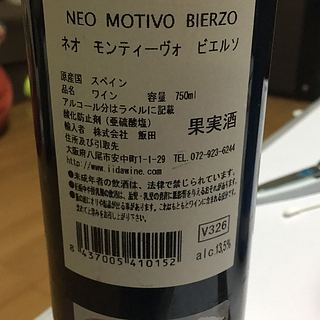 NEO MOTIVO BIERZO
ネオ モンティーヴォ ビエルソ
原産国 スペイン
品名 ワイン 容量 750ml
アルコール分はラベルに記載
酸化防止剤(亜硫酸塩)
輸入者 株式会社 飯田 果実酒
住所及び引取先
大阪府八尾市安中町1-1-29 TEL 072-923-6244
http://www.iidawine.com
●未成年者の飲酒は、法律で禁じられています。
V326
8 437005 410152
alc.13,5%